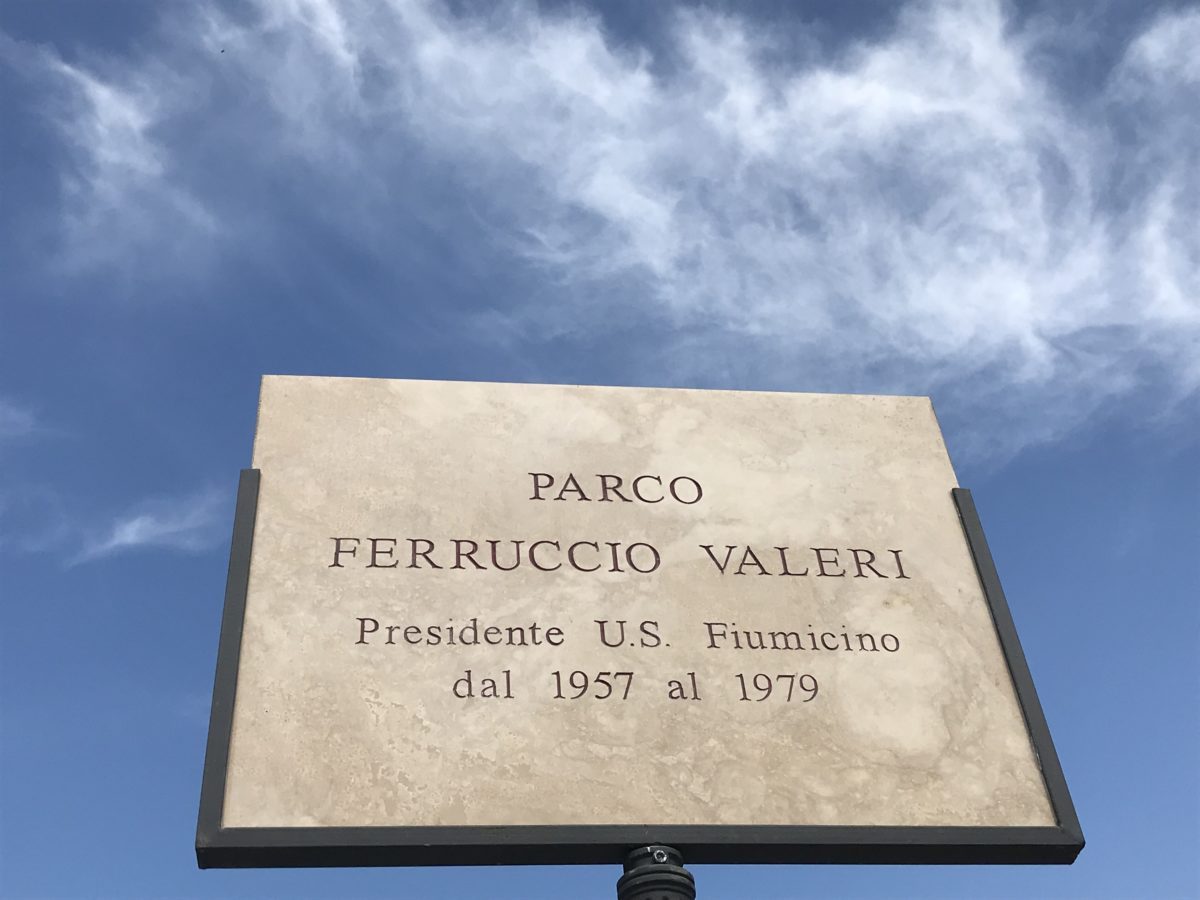 PARCO
FERRUCCIO VALERI
Presidente U.S. Fiumicino
dal 1957 al 1979